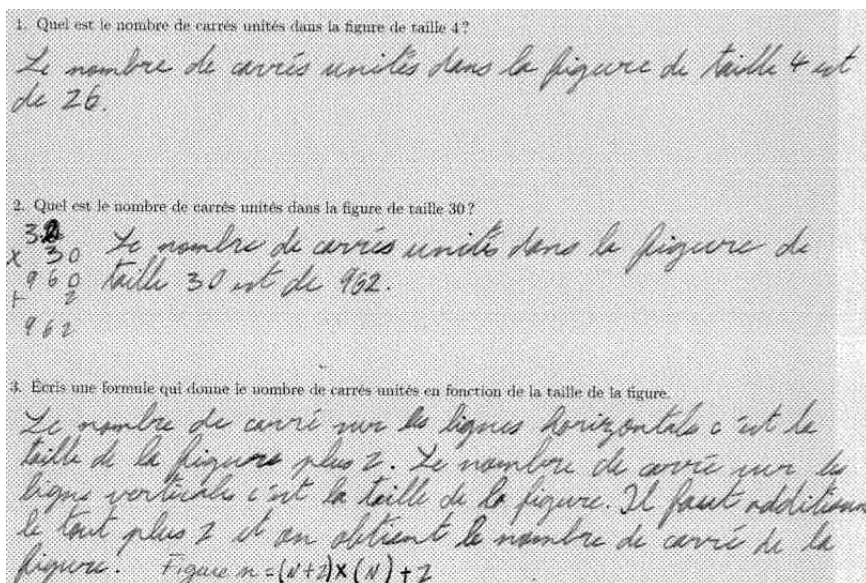 1. Quel est le nombre de carrés unités dans la figure de taille 4 ?
Le nombre de carrés unités dans la figure de taille 4 est
de 26.
2. Quel est le nombre de carrés unités dans la figure de taille 30 ?
32
x 30
960
+ 2
962
Le nombre de carrés unités dans la figure de
taille 30 est de 962.
3. Écris une formule qui donne le nombre de carrés unités en fonction de la taille de la figure.
Le nombre de carré sur les lignes horizontale c'est la
taille de la figure plus 2. Le nombre de carré sur les
ligne verticale c'est la taille de la figure. Il faut additionn
le tout plus 2 et on obtient le nombre de carré de la
figure. Figure n = (N+2)x(N)+2